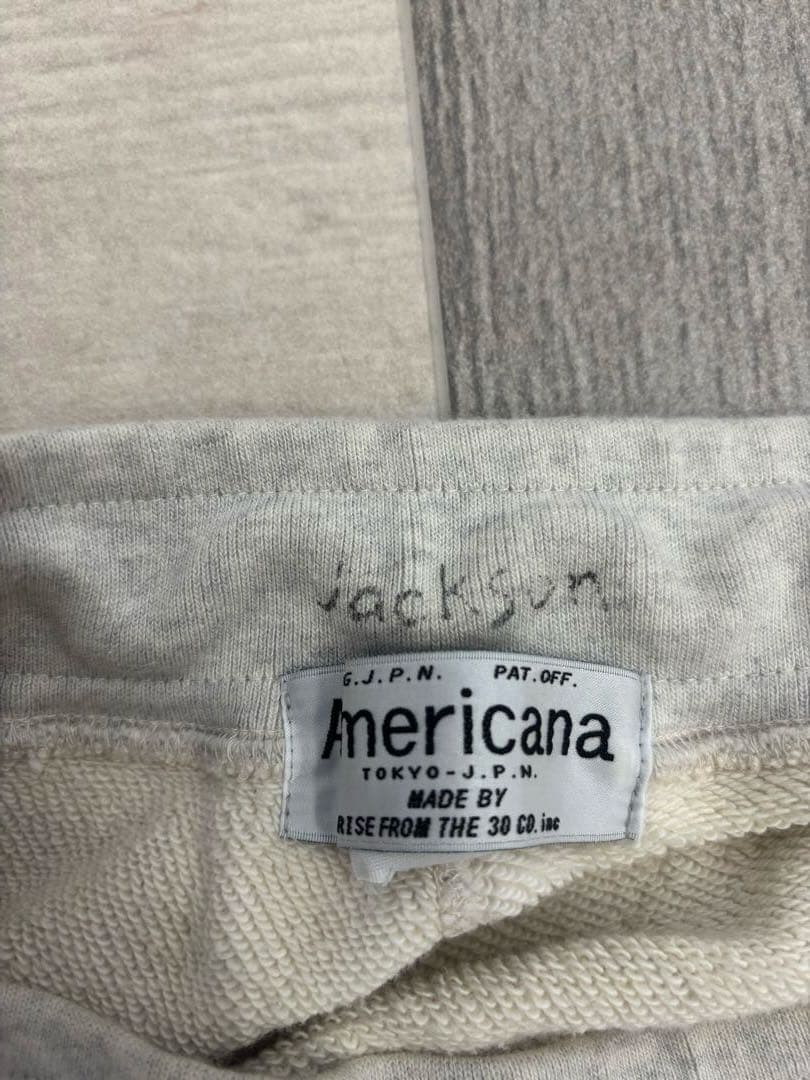 Jackson
G.J.P.N. PAT.OFF.
Americana
TOKYO-J.P.N.
MADE BY
RISE FROM THE 30 CO.inc